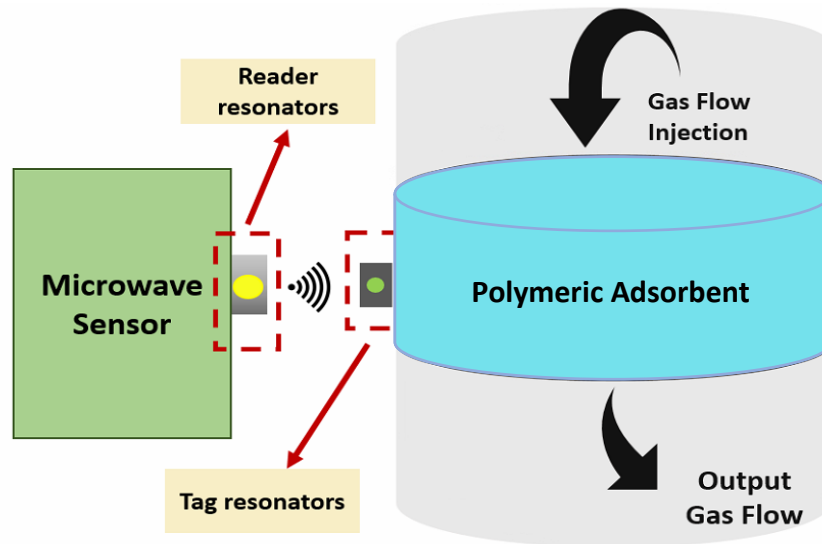 Reader
resonators
Gas Flow
Injection
Microwave
Sensor
Polymeric Adsorbent
Tag resonators
Output
Gas Flow